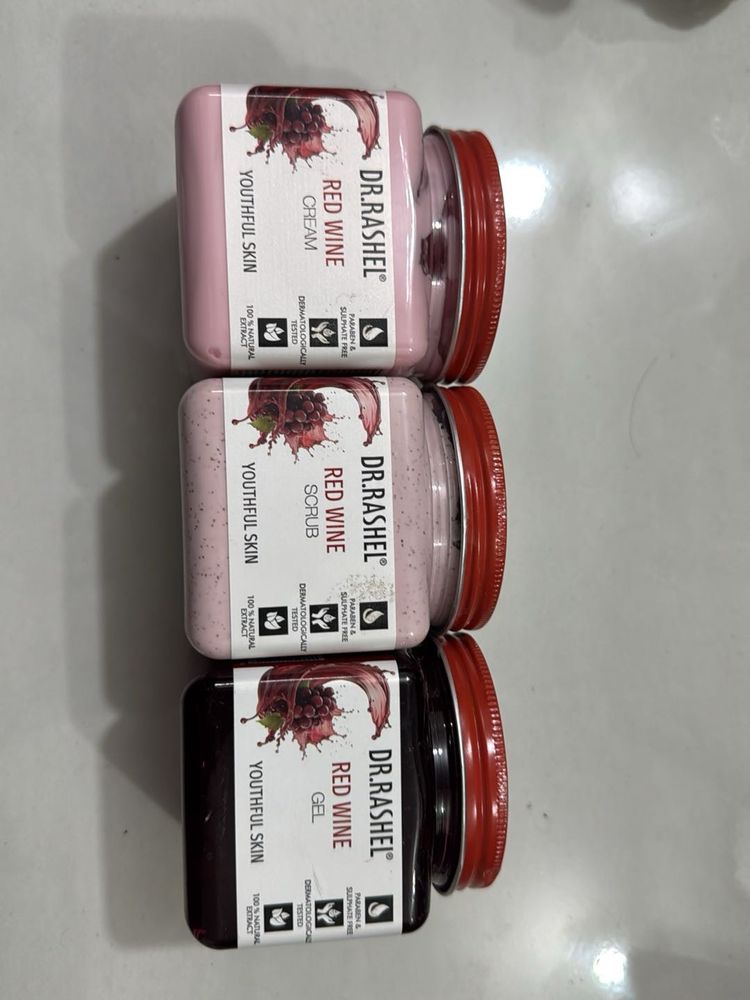 DR.RASHEL®
RED WINE
CREAM
YOUTHFUL SKIN
PARABEN &
SULPHATE FREE
DERMATOLOGICALLY
TESTED
100 % NATURAL
EXTRACT
DR.RASHEL®
RED WINE
SCRUB
YOUTHFUL SKIN
PARABEN &
SULPHATE FREE
DERMATOLOGICALLY
TESTED
100 % NATURAL
EXTRACT
DR.RASHEL®
RED WINE
GEL
YOUTHFUL SKIN
PARABEN &
SULPHATE FREE
DERMATOLOGICALLY
TESTED
100 % NATURAL
EXTRACT